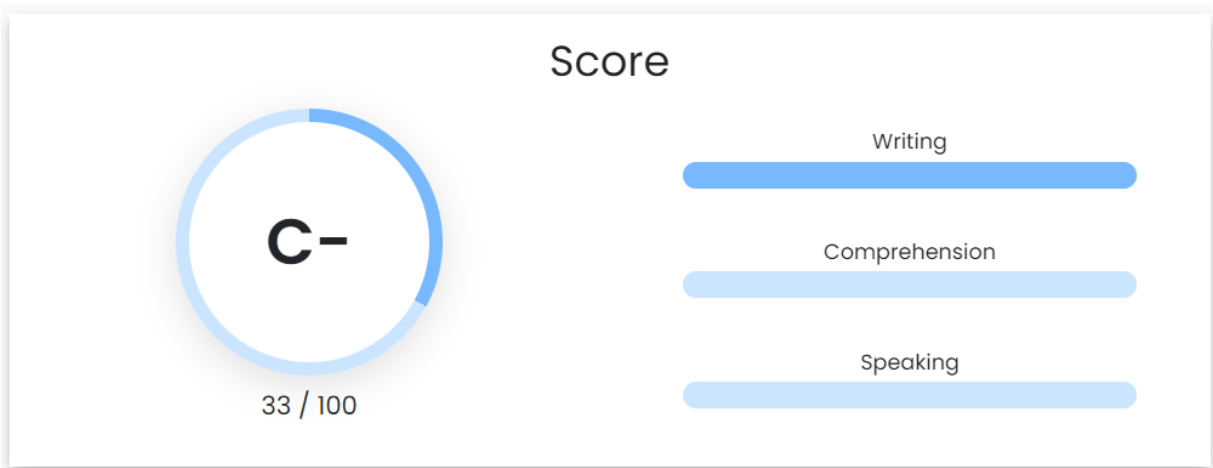 Score
C-
33 / 100
Writing
Comprehension
Speaking